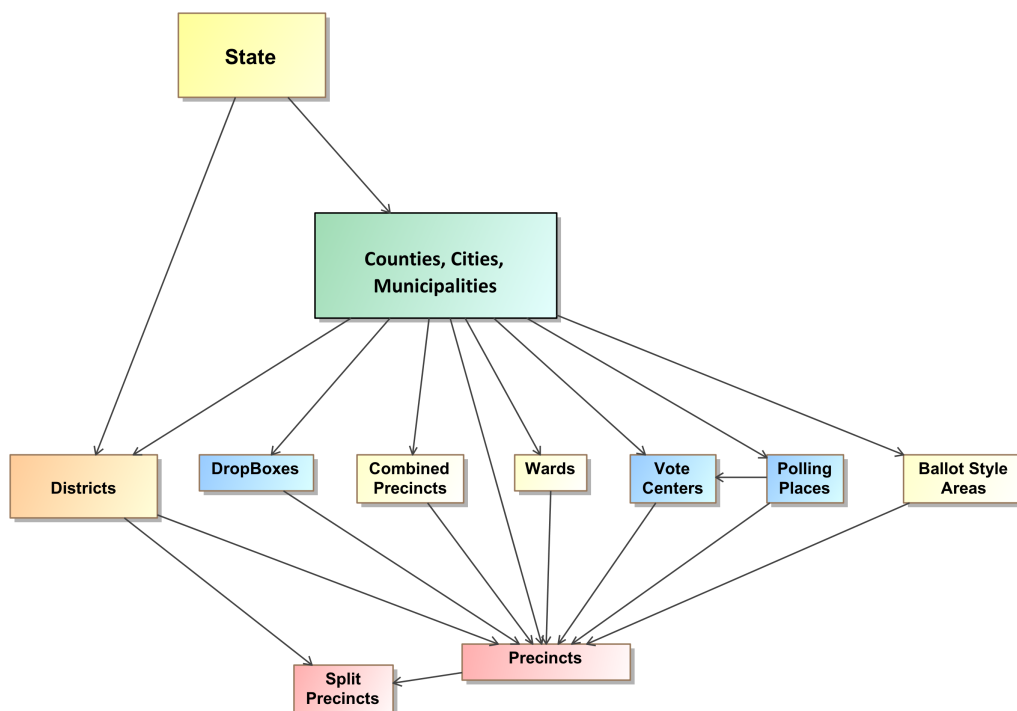 State
Counties, Cities,
Municipalities
Districts
DropBoxes
Combined
Precincts
Wards
Vote
Centers
Polling
Places
Ballot Style
Areas
Precincts
Split
Precincts